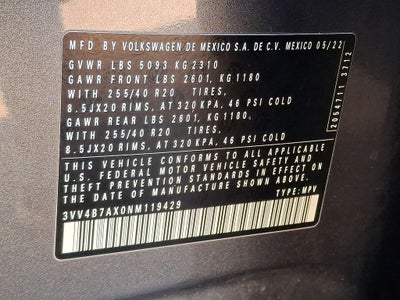 MFD BY VOLKSWAGEN DE MEXICO S.A. DE C.V. MEXICO 05/22
GVWR LBS 5093 KG 2310
GAWR FRONT LBS 2601, KG 1180
WITH 255/40 R20 TIRES,
8.5JX20 RIMS, AT 320 KPA, 46 PSI COLD
GAWR REAR LBS 2601, KG 1180,
WITH 255/40 R20 TIRES,
8.5JX20 RIMS, AT 320 KPA, 46 PSI COLD
THIS VEHICLE CONFORMS TO ALL APPLICABLE
U.S. FEDERAL MOTOR VEHICLE SAFETY AND
THEFT PREVENTION STANDARDS IN EFFECT ON
THE DATE OF MANUFACTURE SHOWN ABOVE.
3VV4B7AX0NM119429 TYPE: MPV
2054711 3712